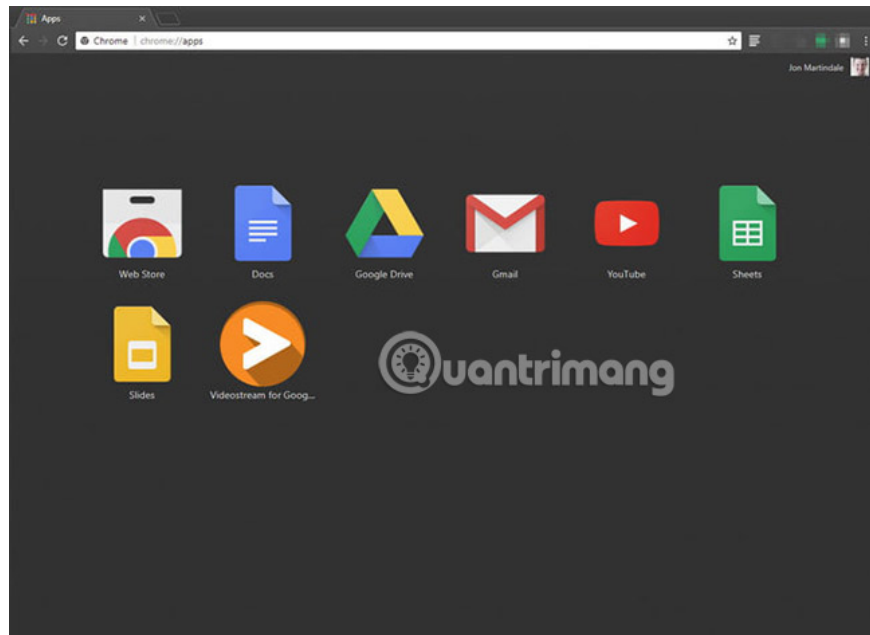 Apps
Chrome | chrome://apps
Jon Martindale
Web Store
Docs
Google Drive
Gmail
YouTube
Sheets
Slides
Videostream for Goog...
Quantrimang